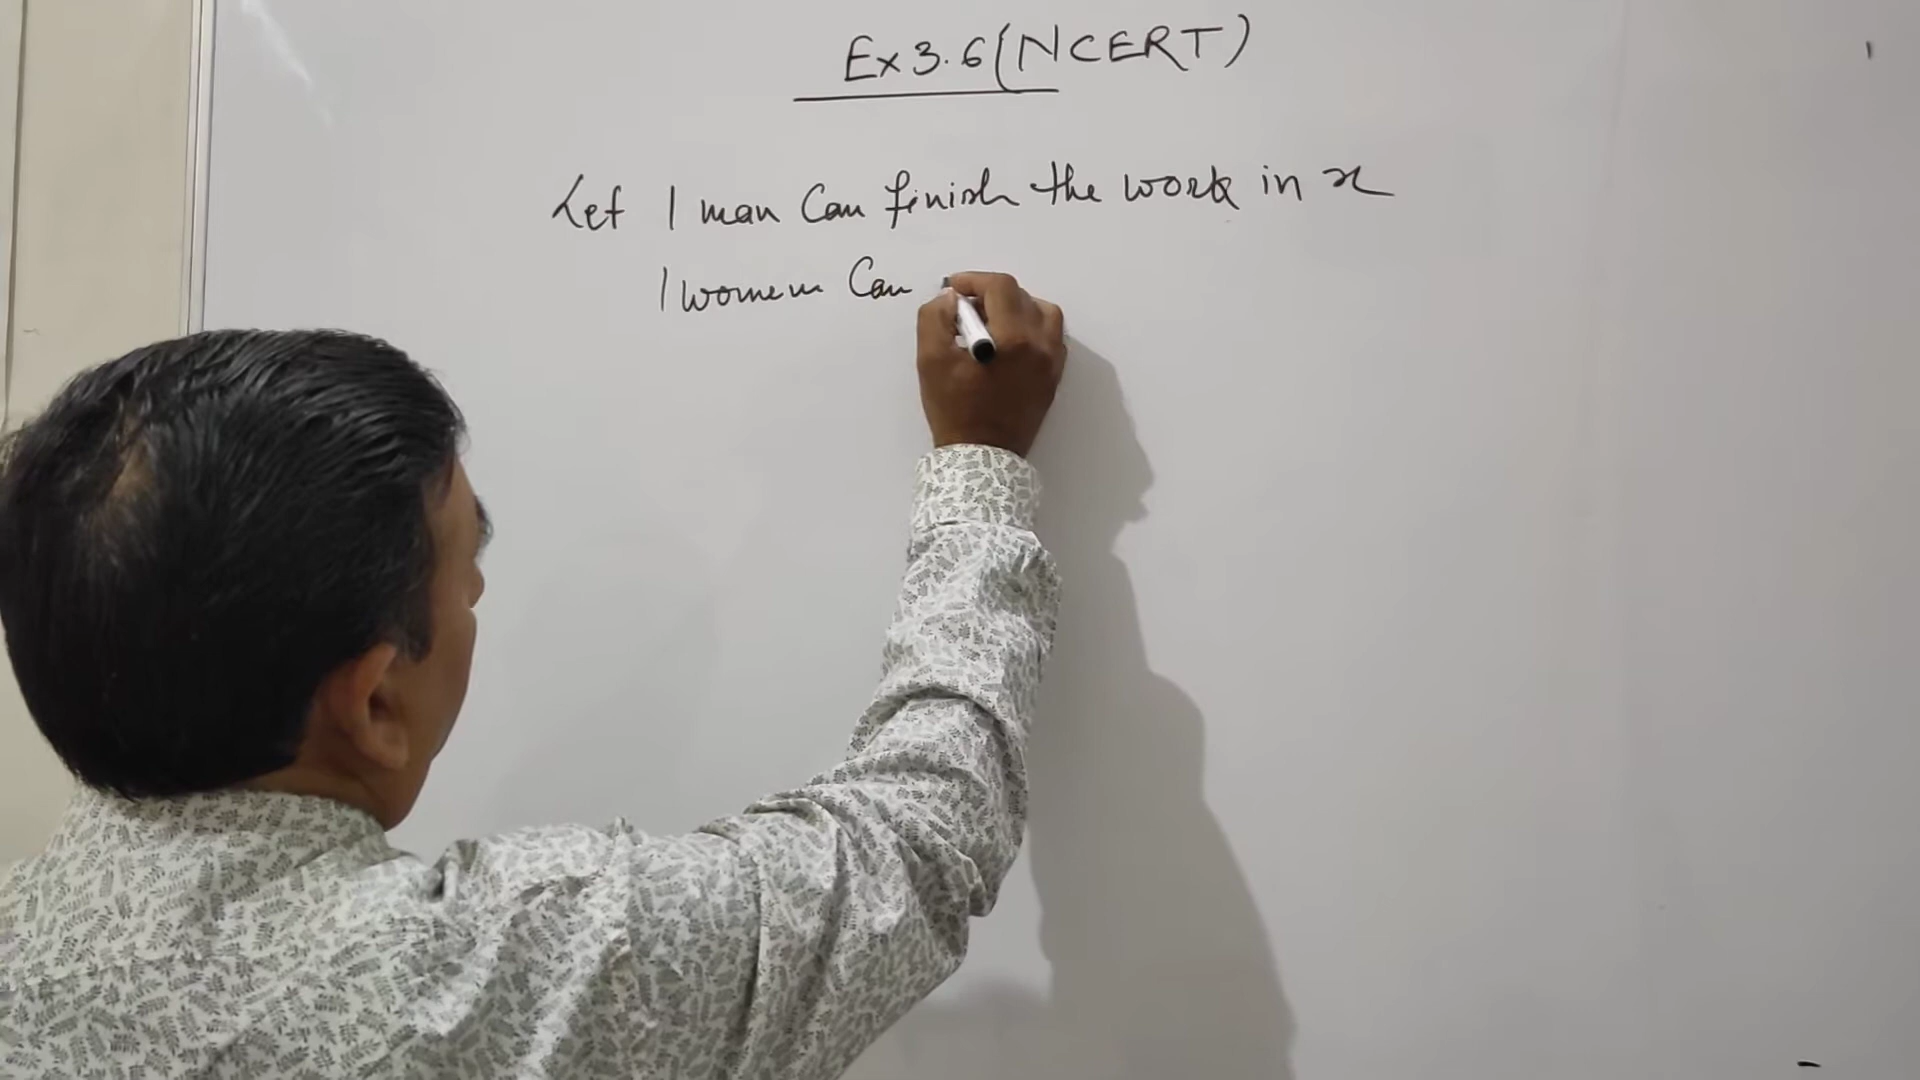 Ex 3.6 (NCERT)
Let 1 man Can finish the work in x
1 women Can